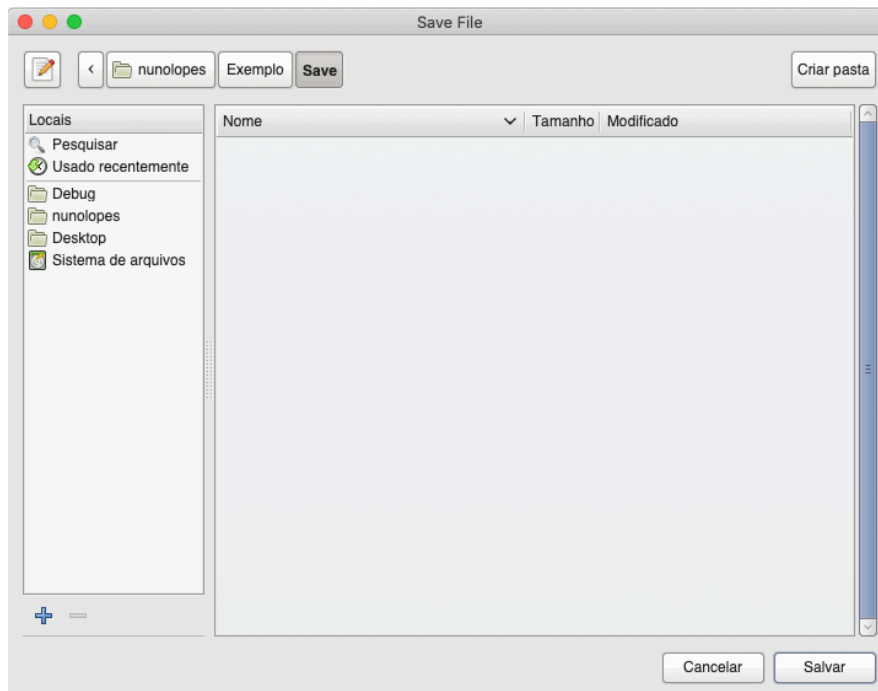 Save File
< nunolopes Exemplo Save Criar pasta
Locais Nome Tamanho Modificado
Pesquisar
Usado recentemente
Debug
nunolopes
Desktop
Sistema de arquivos
Cancelar Salvar